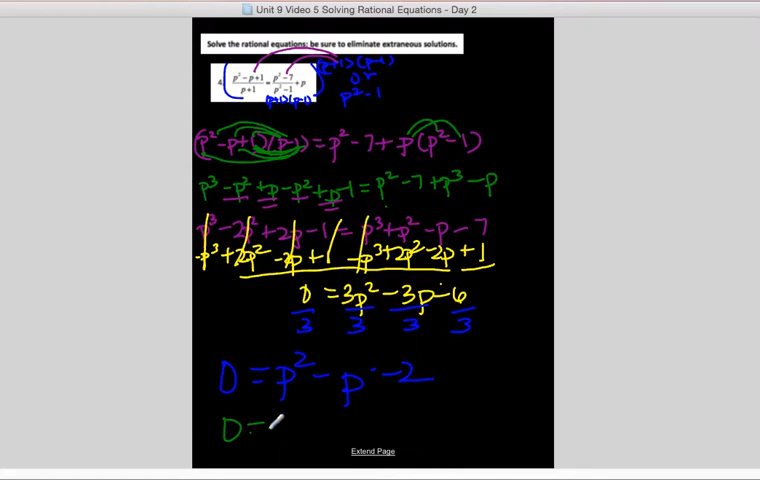 Unit 9 Video 5 Solving Rational Equations - Day 2
Solve the rational equations: be sure to eliminate extraneous solutions.
4. (p² - p + 1)/(p + 1) = (p² - 7)/(p² - 1) + p (p+1)(p-1)
or
(p+1)(p-1) p² - 1
(p² - p + 1)(p - 1) = p² - 7 + p(p² - 1)
p³ - p² + p - p² + p - 1 = p² - 7 + p³ - p
p³ - 2p² + 2p - 1 = p³ + p² - p - 7
-p³ + 2p² - 2p + 1 -p³ + 2p² - 2p + 1
0 = 3p² - 3p - 6
3 3 3 3
0 = p² - p - 2
0 =
Extend Page